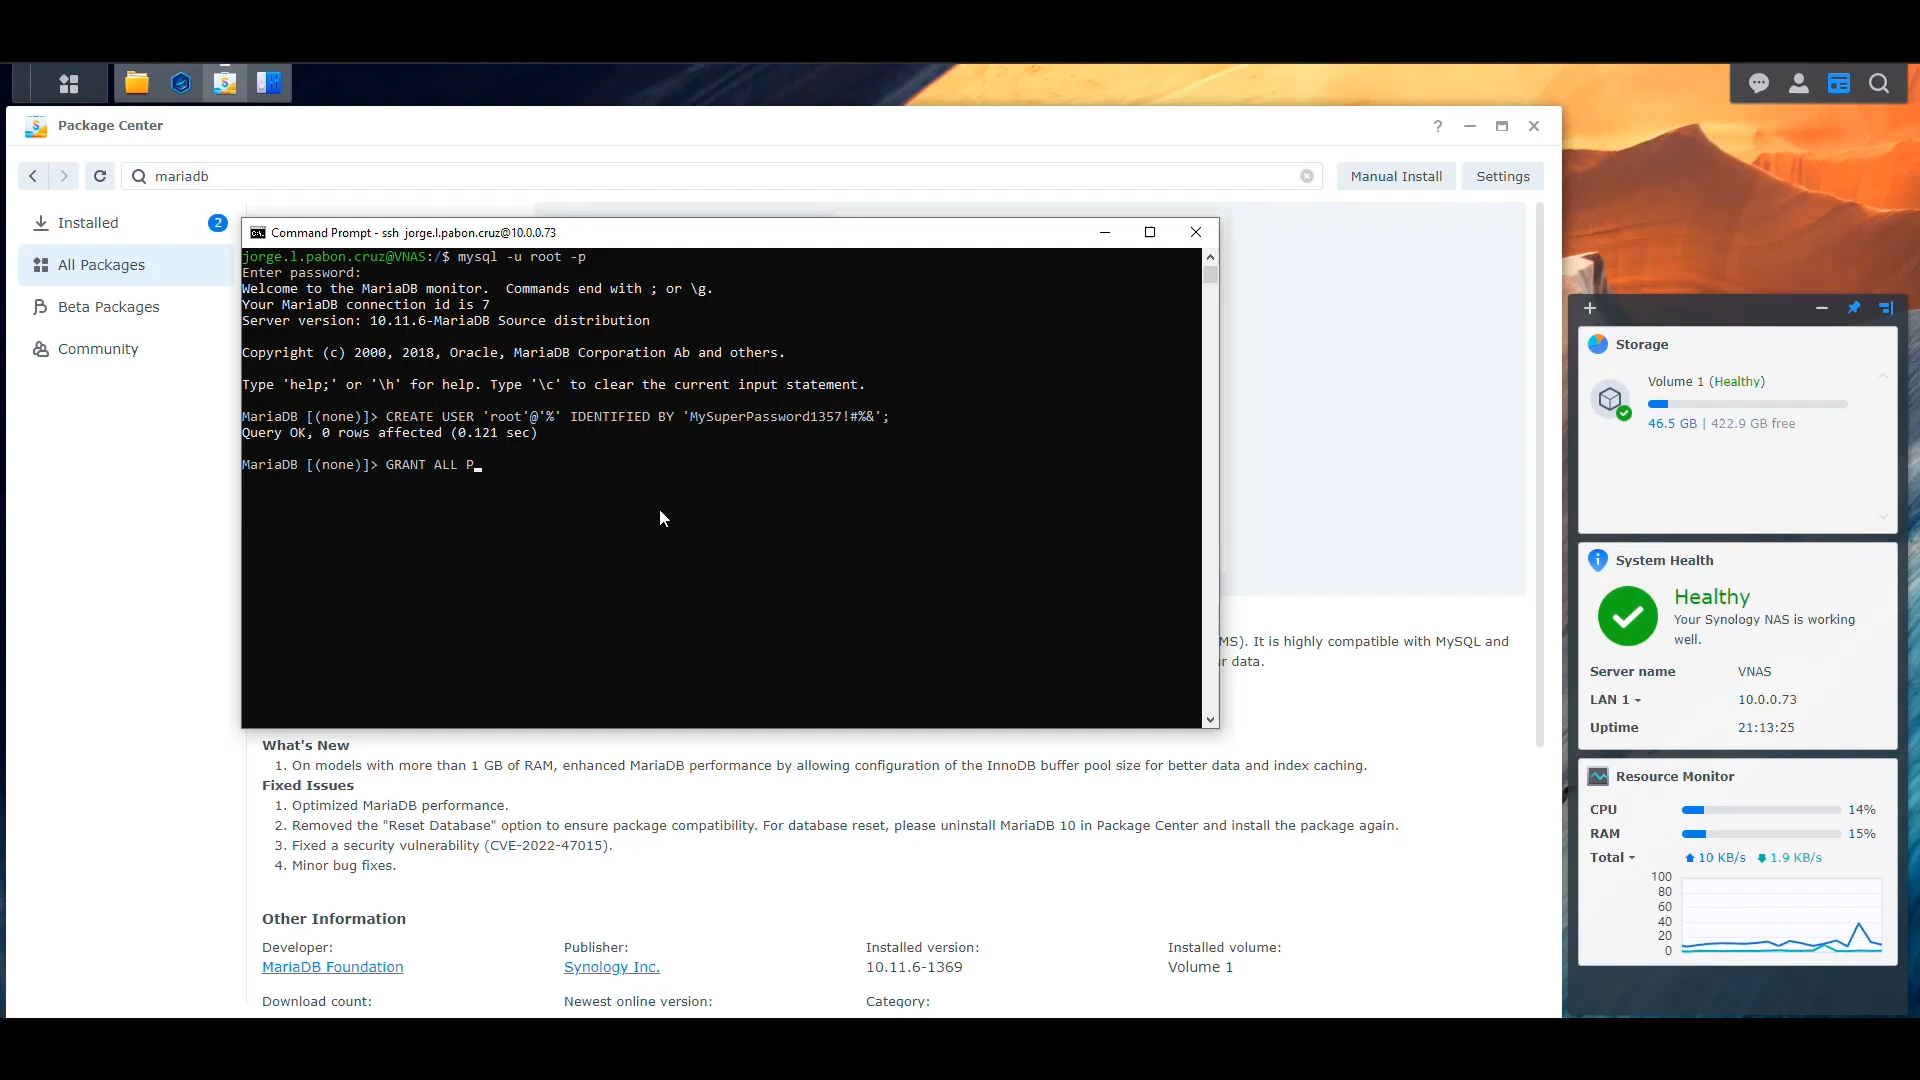 Package Center
mariadb
Manual Install
Settings
Installed
2
All Packages
Beta Packages
Community
Command Prompt - ssh jorge.l.pabon.cruz@10.0.0.73
jorge.l.pabon.cruz@VNAS:/$ mysql -u root -p
Enter password:
Welcome to the MariaDB monitor.  Commands end with ; or \g.
Your MariaDB connection id is 7
Server version: 10.11.6-MariaDB Source distribution
Copyright (c) 2000, 2018, Oracle, MariaDB Corporation Ab and others.
Type 'help;' or '\h' for help. Type '\c' to clear the current input statement.
MariaDB [(none)]> CREATE USER 'root'@'%' IDENTIFIED BY 'MySuperPassword1357!#%&';
Query OK, 0 rows affected (0.121 sec)
MariaDB [(none)]> GRANT ALL P_
MS). It is highly compatible with MySQL and
r data.
What's New
1. On models with more than 1 GB of RAM, enhanced MariaDB performance by allowing configuration of the InnoDB buffer pool size for better data and index caching.
Fixed Issues
1. Optimized MariaDB performance.
2. Removed the "Reset Database" option to ensure package compatibility. For database reset, please uninstall MariaDB 10 in Package Center and install the package again.
3. Fixed a security vulnerability (CVE-2022-47015).
4. Minor bug fixes.
Other Information
Developer:
Publisher:
Installed version:
Installed volume:
MariaDB Foundation
Synology Inc.
10.11.6-1369
Volume 1
Download count:
Newest online version:
Category:
Storage
Volume 1 (Healthy)
46.5 GB | 422.9 GB free
System Health
Healthy
Your Synology NAS is working
well.
Server name VNAS
LAN 1 10.0.0.73
Uptime 21:13:25
Resource Monitor
CPU 14%
RAM 15%
Total 10 KB/s 1.9 KB/s
100
80
60
40
20
0